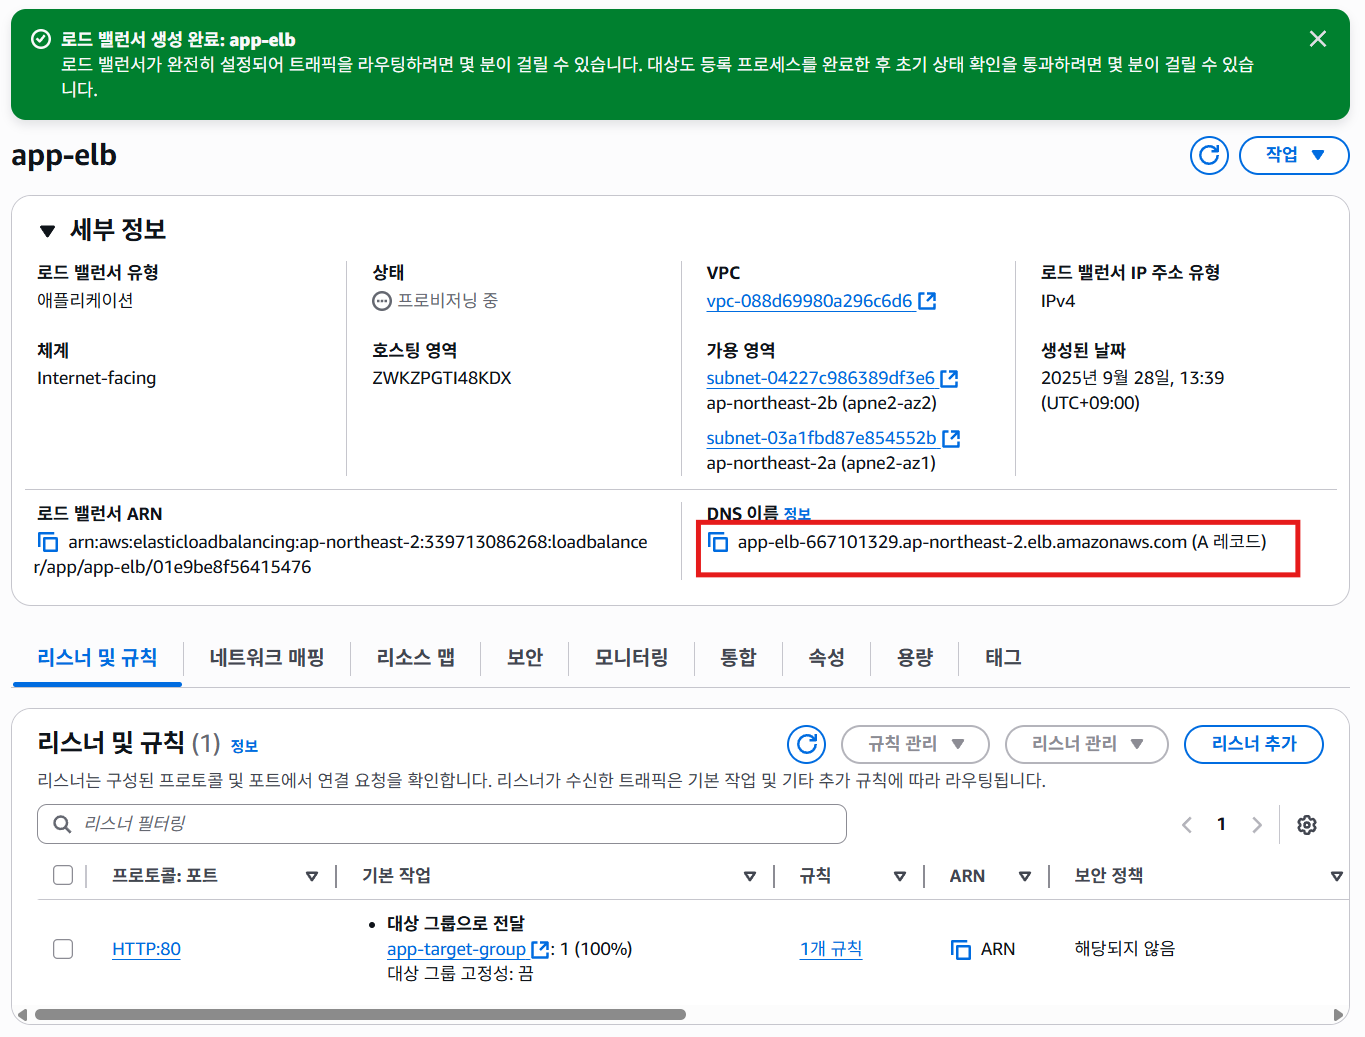 로드 밸런서 생성 완료: app-elb
로드 밸런서가 완전히 설정되어 트래픽을 라우팅하려면 몇 분이 걸릴 수 있습니다. 대상도 등록 프로세스를 완료한 후 초기 상태 확인을 통과하려면 몇 분이 걸릴 수 있습
니다.
app-elb
작업
세부 정보
로드 밸런서 유형
애플리케이션
상태
프로비저닝 중
VPC
vpc-088d69980a296c6d6
로드 밸런서 IP 주소 유형
IPv4
체계
Internet-facing
호스팅 영역
ZWKZPGTI48KDX
가용 영역
subnet-04227c986389df3e6
ap-northeast-2b (apne2-az2)
subnet-03a1fbd87e854552b
ap-northeast-2a (apne2-az1)
생성된 날짜
2025년 9월 28일, 13:39
(UTC+09:00)
로드 밸런서 ARN
arn:aws:elasticloadbalancing:ap-northeast-2:339713086268:loadbalance
r/app/app-elb/01e9be8f56415476
DNS 이름 정보
app-elb-667101329.ap-northeast-2.elb.amazonaws.com (A 레코드)
리스너 및 규칙 네트워크 매핑 리소스 맵 보안 모니터링 통합 속성 용량 태그
리스너 및 규칙 (1) 정보
규칙 관리 리스너 관리 리스너 추가
리스너는 구성된 프로토콜 및 포트에서 연결 요청을 확인합니다. 리스너가 수신한 트래픽은 기본 작업 및 기타 추가 규칙에 따라 라우팅됩니다.
리스너 필터링
1
프로토콜: 포트 기본 작업 규칙 ARN 보안 정책
HTTP:80
• 대상 그룹으로 전달
app-target-group : 1 (100%)
대상 그룹 고정성: 끔
1개 규칙
ARN
해당되지 않음